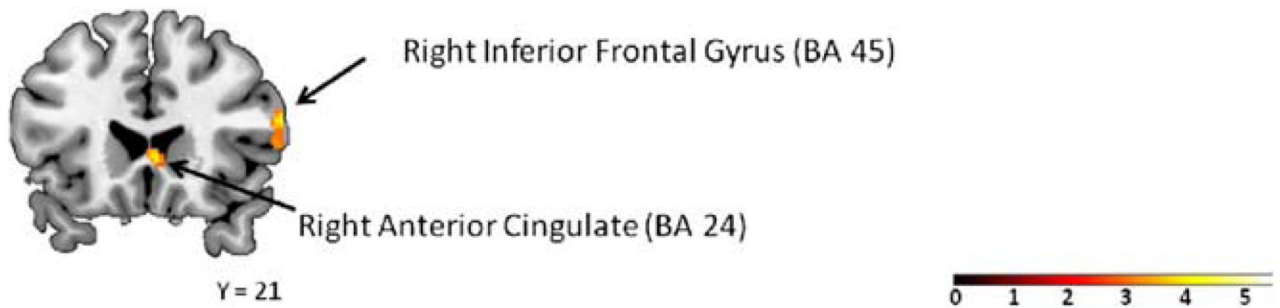 Right Inferior Frontal Gyrus (BA 45)
Right Anterior Cingulate (BA 24)
Y = 21
0 1 2 3 4 5